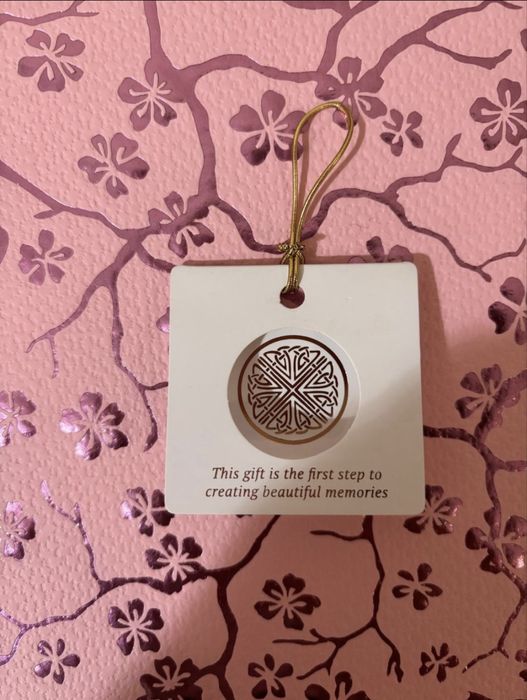 This gift is the first step to
creating beautiful memories